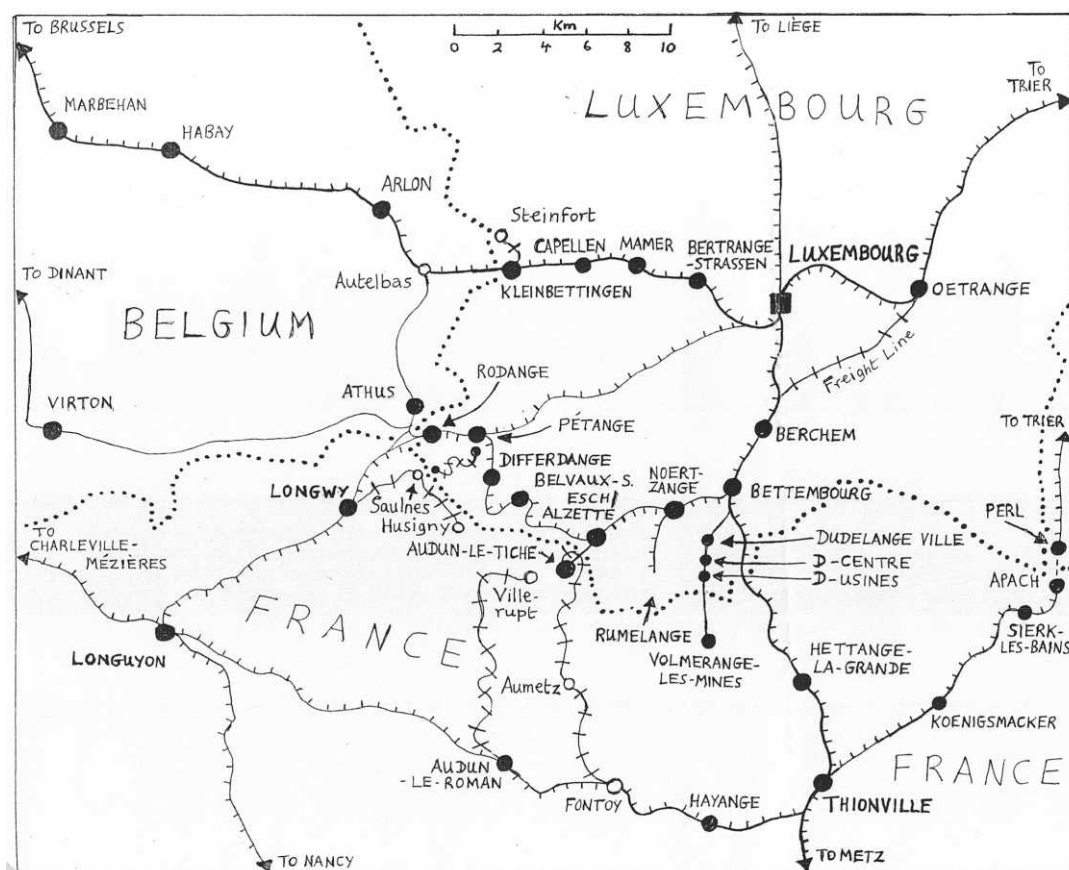 TO BRUSSELS
Km
0 2 4 6 8 10
TO LIÈGE
TO
TRIER
LUXEMBOURG
MARBEHAN
HABAY
ARLON
Steinfort
CAPELLEN
MAMER
BERTRANGE
-STRASSEN
LUXEMBOURG
Autelbas
KLEINBETTINGEN
OETRANGE
TO DINANT
BELGIUM
Freight Line
RODANGE
ATHUS
VIRTON
PÉTANGE
BERCHEM
TO TRIER
DIFFERDANGE
BELVAUX-S.
NOERT-
ZANGE
BETTEMBOURG
LONGWY
Saulnes
Husigny
ESCH/
ALZETTE
PERL
TO
CHARLEVILLE-
MÉZIÈRES
AUDUN-LE-TICHE
DUDELANGE VILLE
D-CENTRE
D-USINES
APACH
Ville-
rupt
FRANCE
RUMELANGE
SIERK-
LES-BAINS
LONGUYON
VOLMERANGE-
LES-MINES
HETTANGE-
LA-GRANDE
Aumetz
KOENIGSMACKER
FRANCE
AUDUN
-LE-ROMAN
FONTOY
HAYANGE
THIONVILLE
TO NANCY
TO METZ